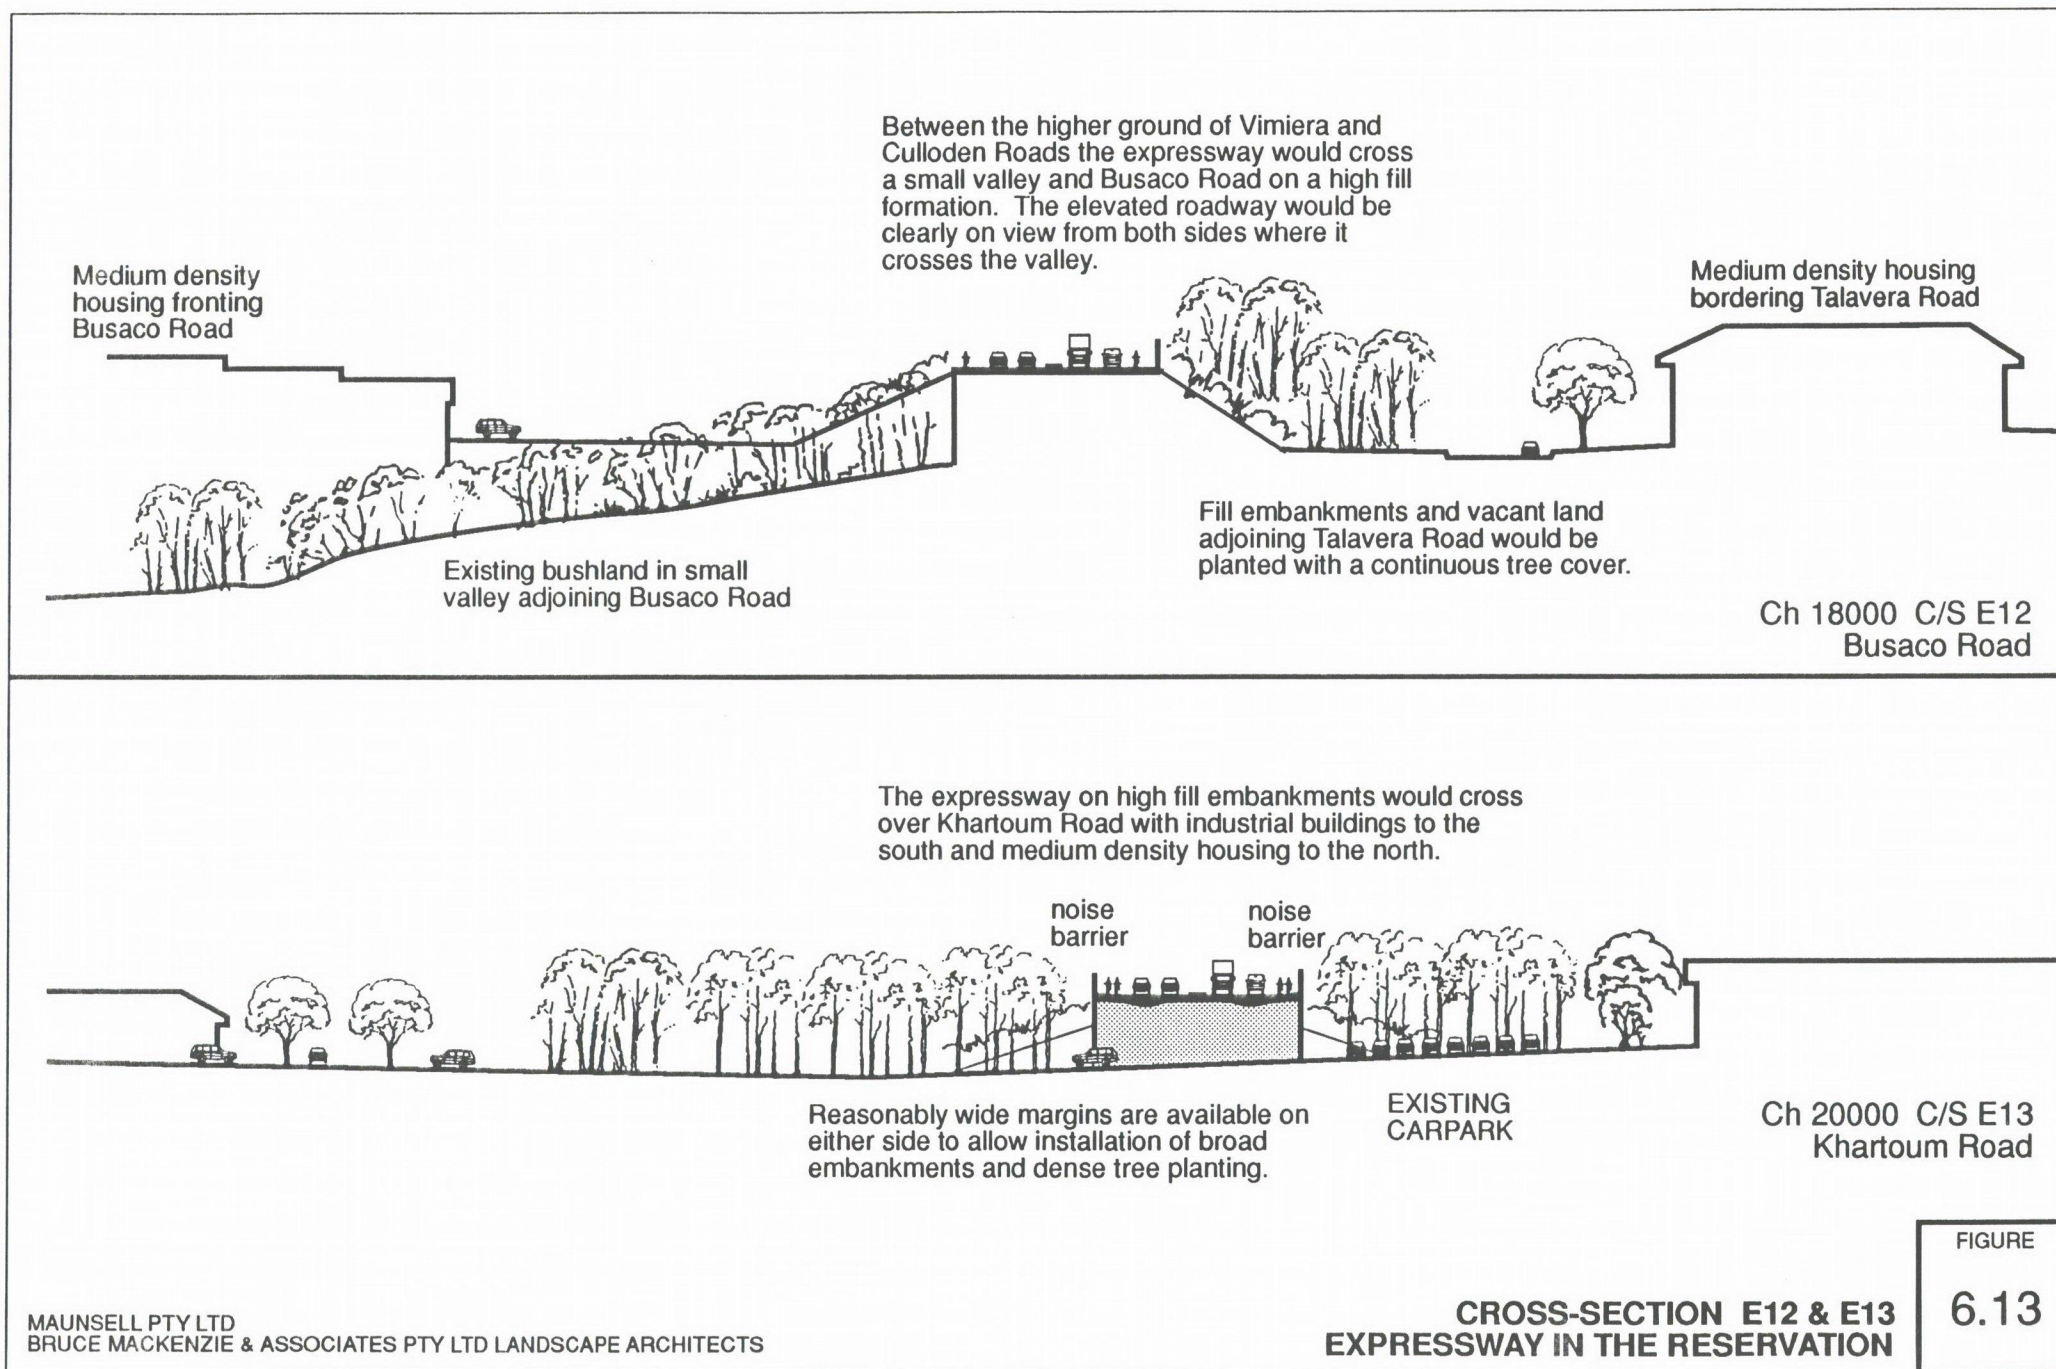 Between the higher ground of Vimiera and
Culloden Roads the expressway would cross
a small valley and Busaco Road on a high fill
formation. The elevated roadway would be
clearly on view from both sides where it
crosses the valley.
Medium density
housing fronting
Busaco Road
Medium density housing
bordering Talavera Road
Existing bushland in small
valley adjoining Busaco Road
Fill embankments and vacant land
adjoining Talavera Road would be
planted with a continuous tree cover.
Ch 18000 C/S E12
Busaco Road
The expressway on high fill embankments would cross
over Khartoum Road with industrial buildings to the
south and medium density housing to the north.
noise
barrier
noise
barrier
Reasonably wide margins are available on
either side to allow installation of broad
embankments and dense tree planting.
EXISTING
CARPARK
Ch 20000 C/S E13
Khartoum Road
MAUNSELL PTY LTD
BRUCE MACKENZIE & ASSOCIATES PTY LTD LANDSCAPE ARCHITECTS
CROSS-SECTION E12 & E13
EXPRESSWAY IN THE RESERVATION
FIGURE
6.13